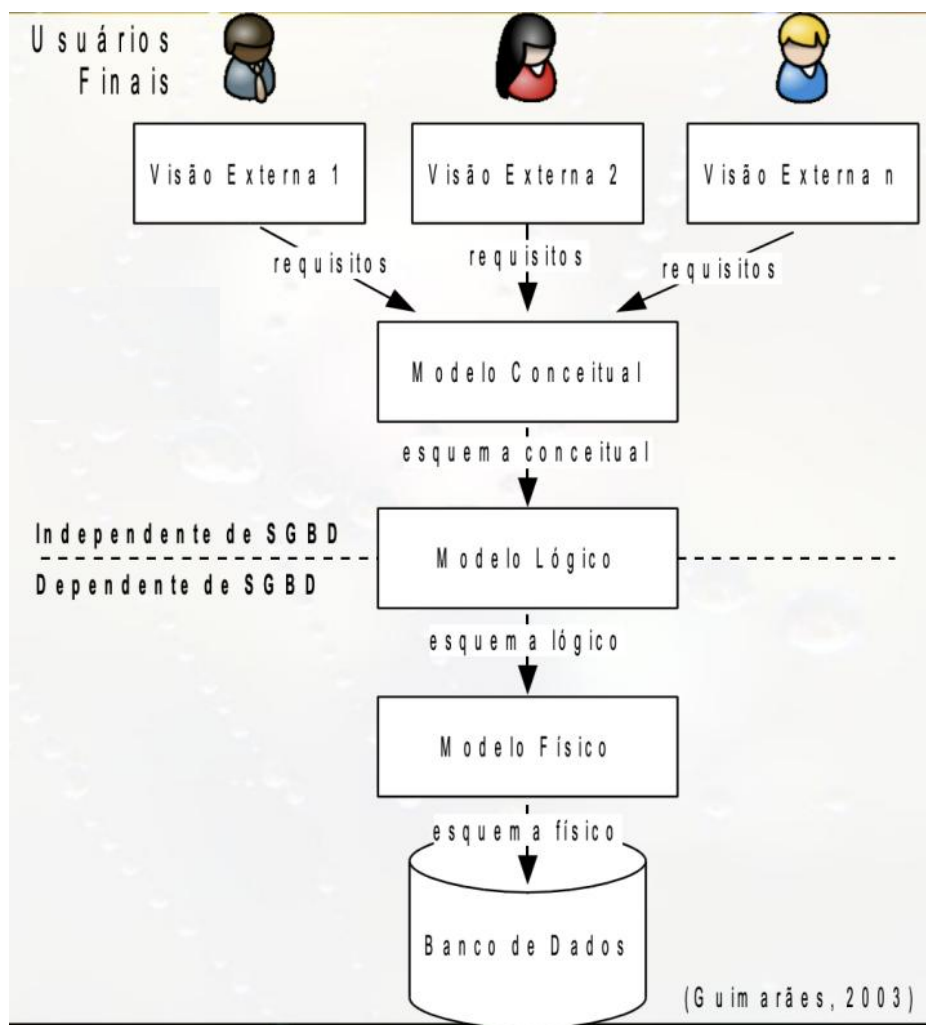 Usuários
Finais
Visão Externa 1
Visão Externa 2
Visão Externa n
requisitos
requisitos
requisitos
Modelo Conceitual
esquema conceitual
Independente de SGBD
Modelo Lógico
Dependente de SGBD
esquema lógico
Modelo Físico
esquema físico
Banco de Dados
(Guimarães, 2003)